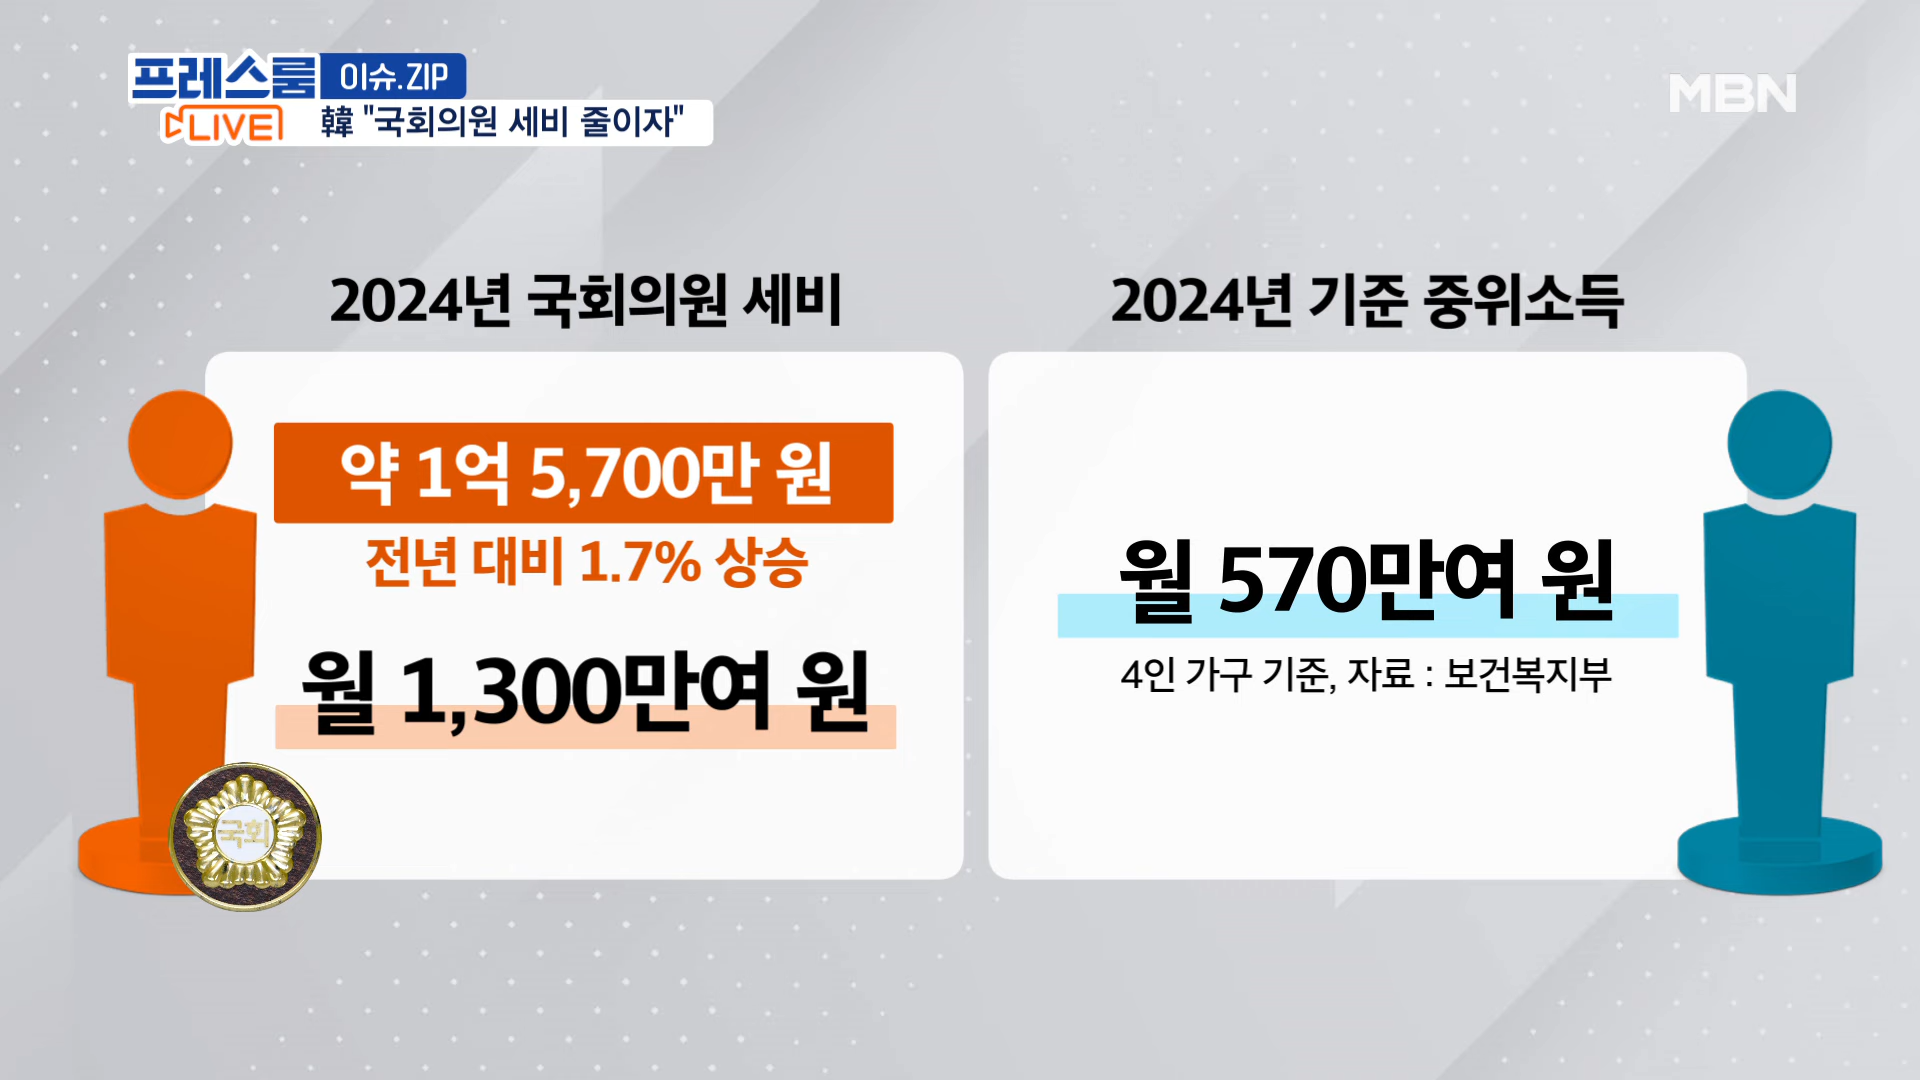 프레스룸 이슈.ZIP
LIVE 韓 "국회의원 세비 줄이자"
MBN
2024년 국회의원 세비
약 1억 5,700만 원
전년 대비 1.7% 상승
월 1,300만여 원
국회
2024년 기준 중위소득
월 570만여 원
4인 가구 기준, 자료 : 보건복지부